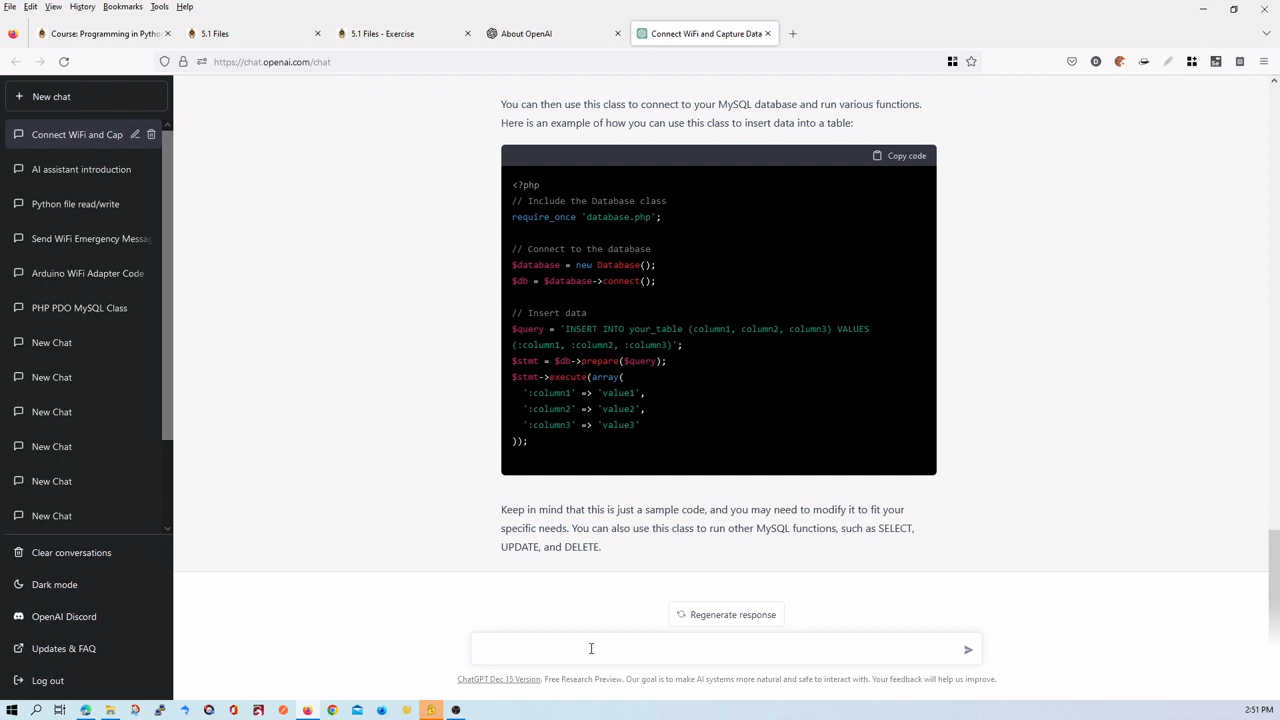 File Edit View History Bookmarks Tools Help
Course: Programming in Pytho
5.1 Files
5.1 Files - Exercise
About OpenAI
Connect WiFi and Capture Data
https://chat.openai.com/chat
New chat
Connect WiFi and Cap
AI assistant introduction
Python file read/write
Send WiFi Emergency Messag
Arduino WiFi Adapter Code
PHP PDO MySQL Class
New Chat
New Chat
New Chat
New Chat
New Chat
New Chat
Clear conversations
Dark mode
OpenAI Discord
Updates & FAQ
Log out
You can then use this class to connect to your MySQL database and run various functions.
Here is an example of how you can use this class to insert data into a table:
Copy code
<?php
// Include the Database class
require_once 'database.php';
// Connect to the database
$database = new Database();
$db = $database->connect();
// Insert data
$query = 'INSERT INTO your_table (column1, column2, column3) VALUES
(:column1, :column2, :column3)';
$stmt = $db->prepare($query);
$stmt->execute(array(
':column1' => 'value1',
':column2' => 'value2',
':column3' => 'value3'
));
Keep in mind that this is just a sample code, and you may need to modify it to fit your
specific needs. You can also use this class to run other MySQL functions, such as SELECT,
UPDATE, and DELETE.
Regenerate response
ChatGPT Dec 15 Version. Free Research Preview. Our goal is to make AI systems more natural and safe to interact with. Your feedback will help us improve.
2:51 PM